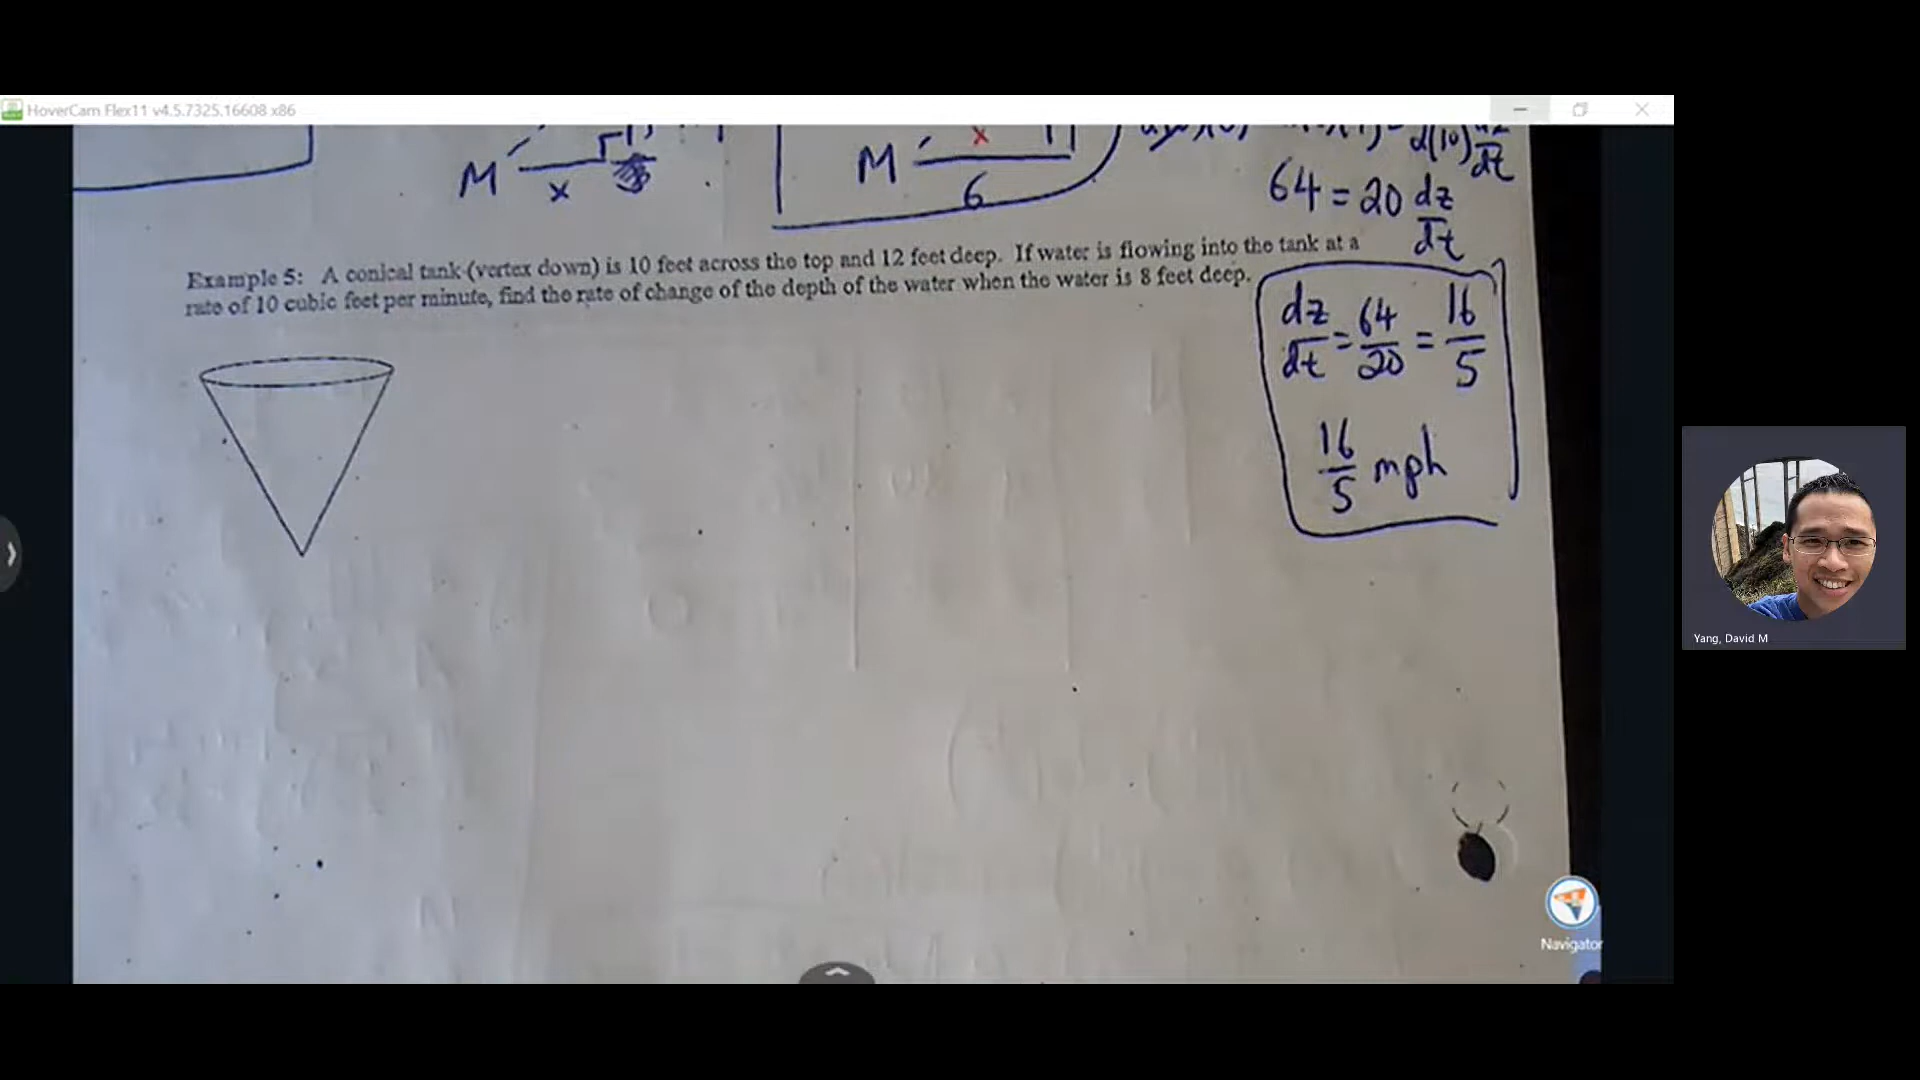 HoverCam Flex11 v4.5.7325.16608 x86
M x
M x 6
64 = 20 dz/dt
Example 5: A conical tank (vertex down) is 10 feet across the top and 12 feet deep. If water is flowing into the tank at a
rate of 10 cubic feet per minute, find the rate of change of the depth of the water when the water is 8 feet deep.
dz/dt = 64/20 = 16/5
16/5 mph
Yang, David M
Navigator